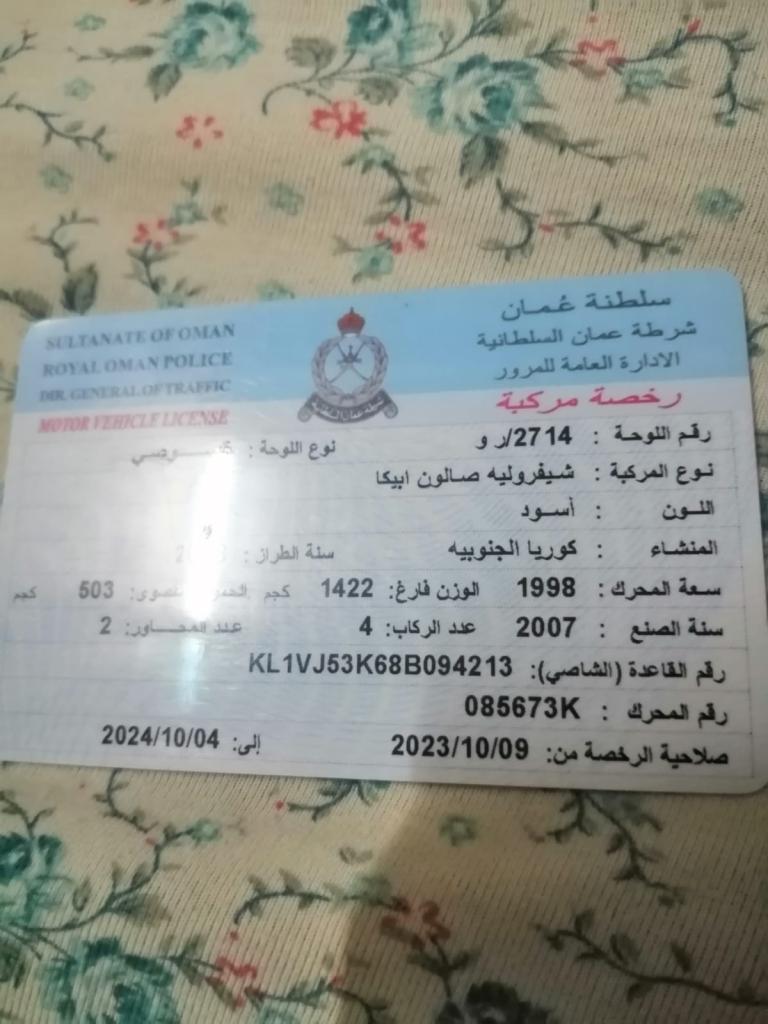 سلطنة عُمان
شرطة عمان السلطانية
الادارة العامة للمرور
رخصة مركبة
SULTANATE OF OMAN
ROYAL OMAN POLICE
DIR. GENERAL OF TRAFFIC
MOTOR VEHICLE LICENSE
شرطة عمان السلطانية
رقم اللوحة : 2714/ر و نوع اللوحة :
نوع المركبة : شيفروليه صالون ابيكا
اللون : أسود
المنشاء : كوريا الجنوبيه سنة الطراز :
سعة المحرك: 1998 الوزن فارغ: 1422 كجم 503 كجم
سنة الصنع : 2007 عدد الركاب: 4 عدد المحاور: 2
رقم القاعدة (الشاصي): KL1VJ53K68B094213
رقم المحرك : 085673K
صلاحية الرخصة من: 2023/10/09 إلى: 2024/10/04